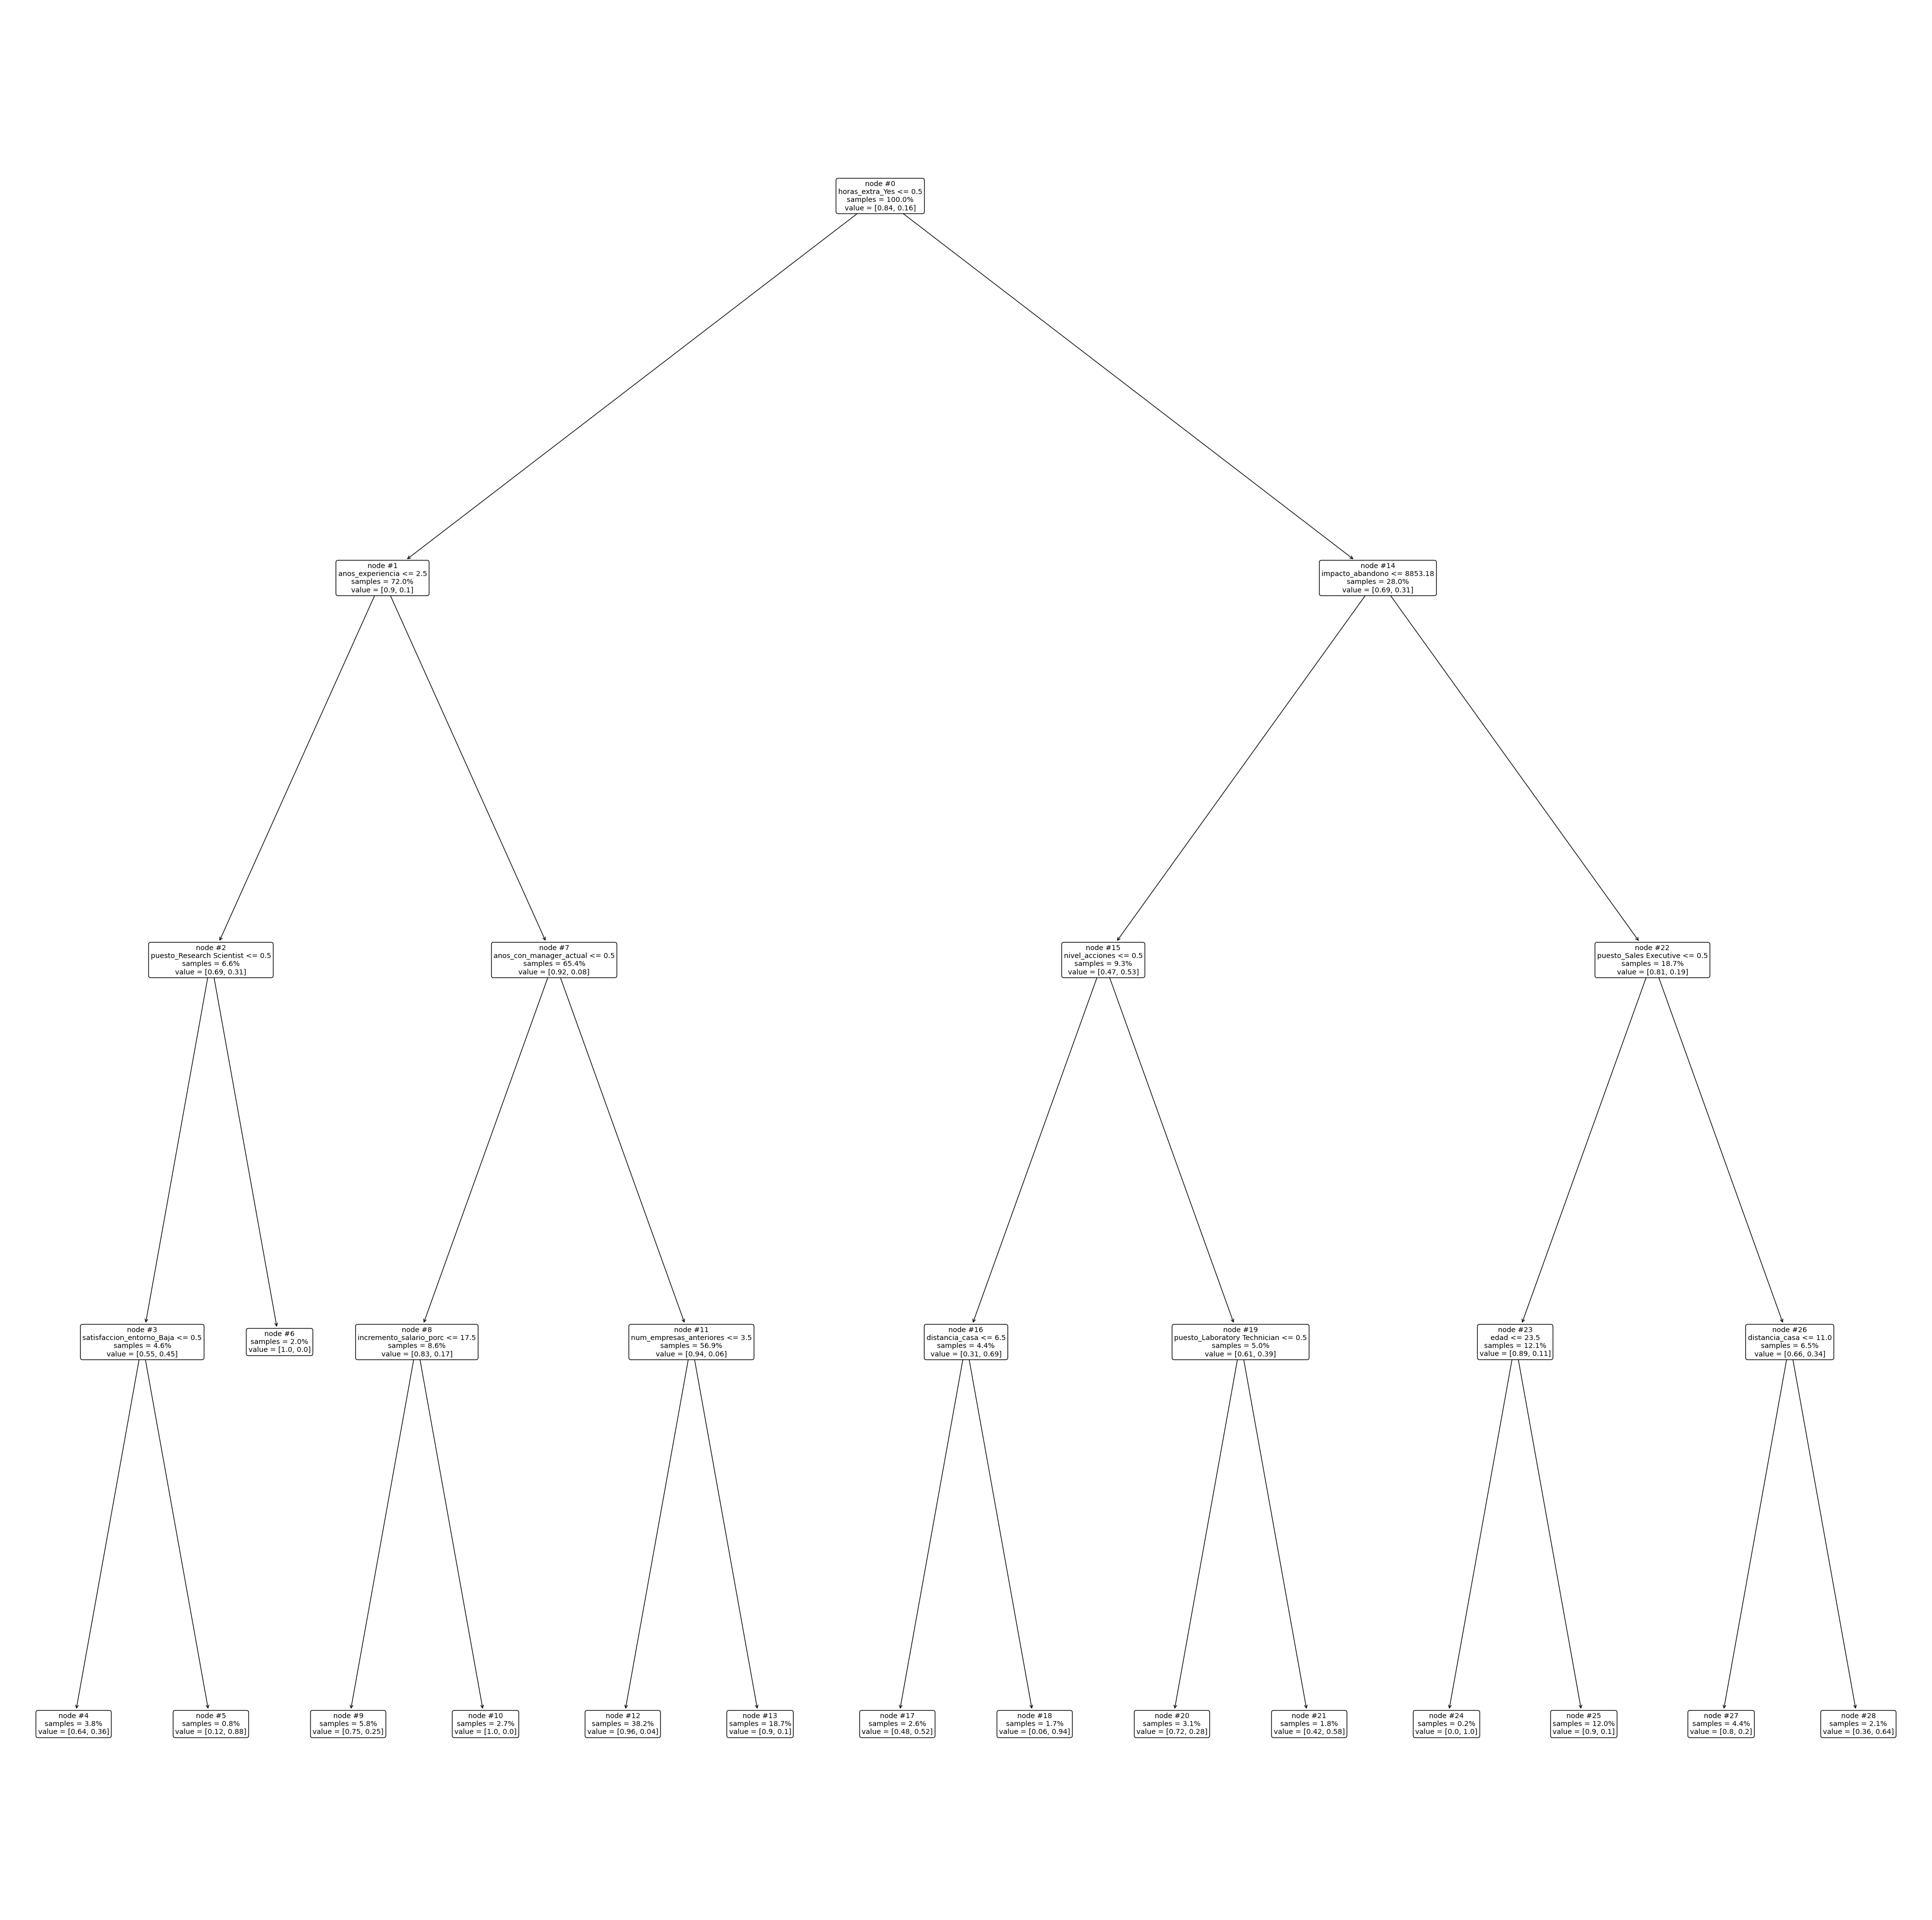 node #0
horas_extra_Yes <= 0.5
samples = 100.0%
value = [0.84, 0.16]
node #1
anos_experiencia <= 2.5
samples = 72.0%
value = [0.9, 0.1]
node #14
impacto_abandono <= 8853.18
samples = 28.0%
value = [0.69, 0.31]
node #2
puesto_Research Scientist <= 0.5
samples = 6.6%
value = [0.69, 0.31]
node #7
anos_con_manager_actual <= 0.5
samples = 65.4%
value = [0.92, 0.08]
node #15
nivel_acciones <= 0.5
samples = 9.3%
value = [0.47, 0.53]
node #22
puesto_Sales Executive <= 0.5
samples = 18.7%
value = [0.81, 0.19]
node #3
satisfaccion_entorno_Baja <= 0.5
samples = 4.6%
value = [0.55, 0.45]
node #6
samples = 2.0%
value = [1.0, 0.0]
node #8
incremento_salario_porc <= 17.5
samples = 8.6%
value = [0.83, 0.17]
node #11
num_empresas_anteriores <= 3.5
samples = 56.9%
value = [0.94, 0.06]
node #16
distancia_casa <= 6.5
samples = 4.4%
value = [0.31, 0.69]
node #19
puesto_Laboratory Technician <= 0.5
samples = 5.0%
value = [0.61, 0.39]
node #23
edad <= 23.5
samples = 12.1%
value = [0.89, 0.11]
node #26
distancia_casa <= 11.0
samples = 6.5%
value = [0.66, 0.34]
node #4
samples = 3.8%
value = [0.64, 0.36]
node #5
samples = 0.8%
value = [0.12, 0.88]
node #9
samples = 5.8%
value = [0.75, 0.25]
node #10
samples = 2.7%
value = [1.0, 0.0]
node #12
samples = 38.2%
value = [0.96, 0.04]
node #13
samples = 18.7%
value = [0.9, 0.1]
node #17
samples = 2.6%
value = [0.48, 0.52]
node #18
samples = 1.7%
value = [0.06, 0.94]
node #20
samples = 3.1%
value = [0.72, 0.28]
node #21
samples = 1.8%
value = [0.42, 0.58]
node #24
samples = 0.2%
value = [0.0, 1.0]
node #25
samples = 12.0%
value = [0.9, 0.1]
node #27
samples = 4.4%
value = [0.8, 0.2]
node #28
samples = 2.1%
value = [0.36, 0.64]